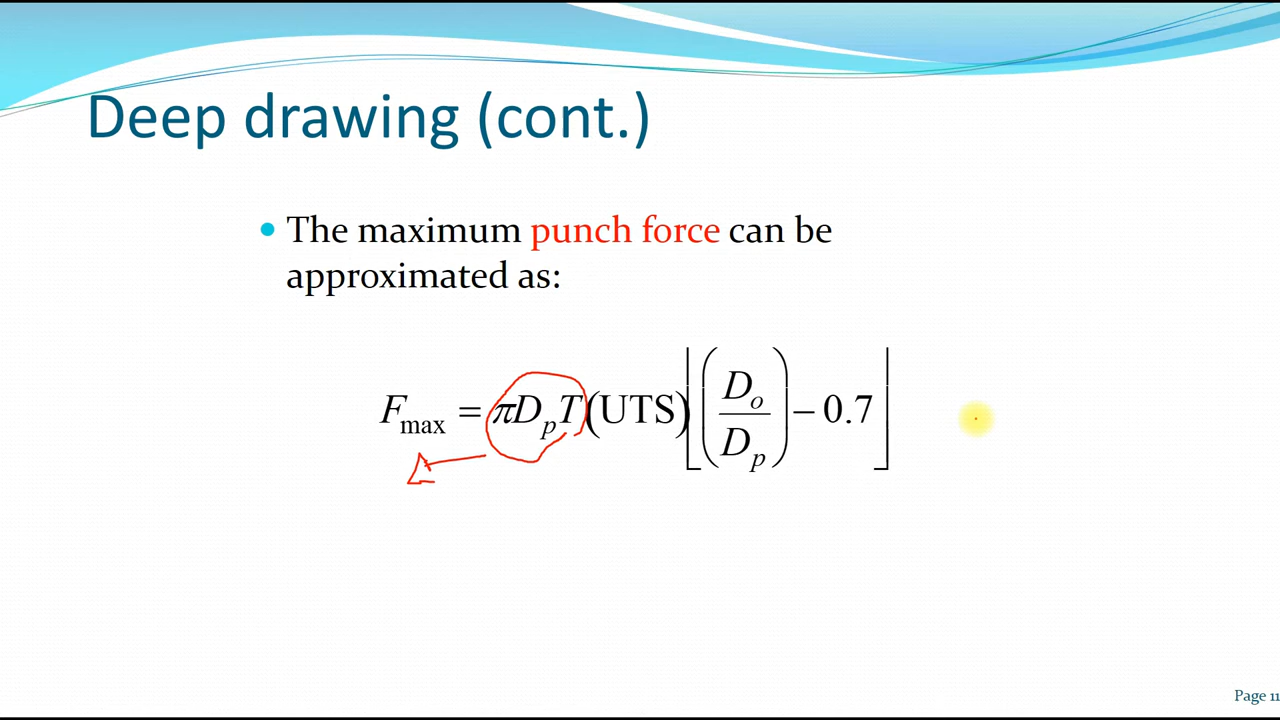 Deep drawing (cont.)
• The maximum punch force can be
approximated as:
F_max = πD_pT(UTS)⌊(D_o/D_p) − 0.7⌋
Page 11